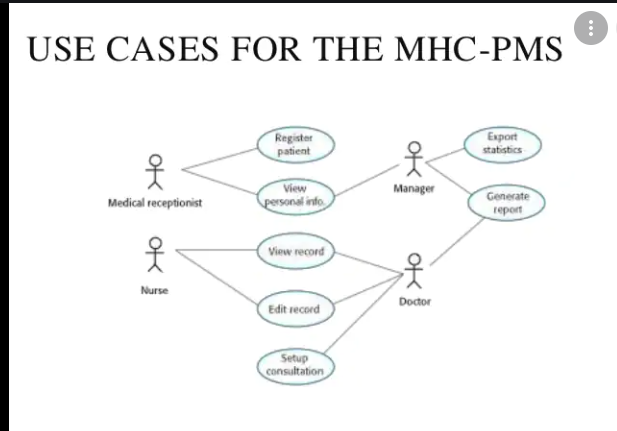 USE CASES FOR THE MHC-PMS
Register
patient
Export
statistics
Medical receptionist
View
personal info.
Manager
Generate
report
Nurse
View record
Edit record
Doctor
Setup
consultation